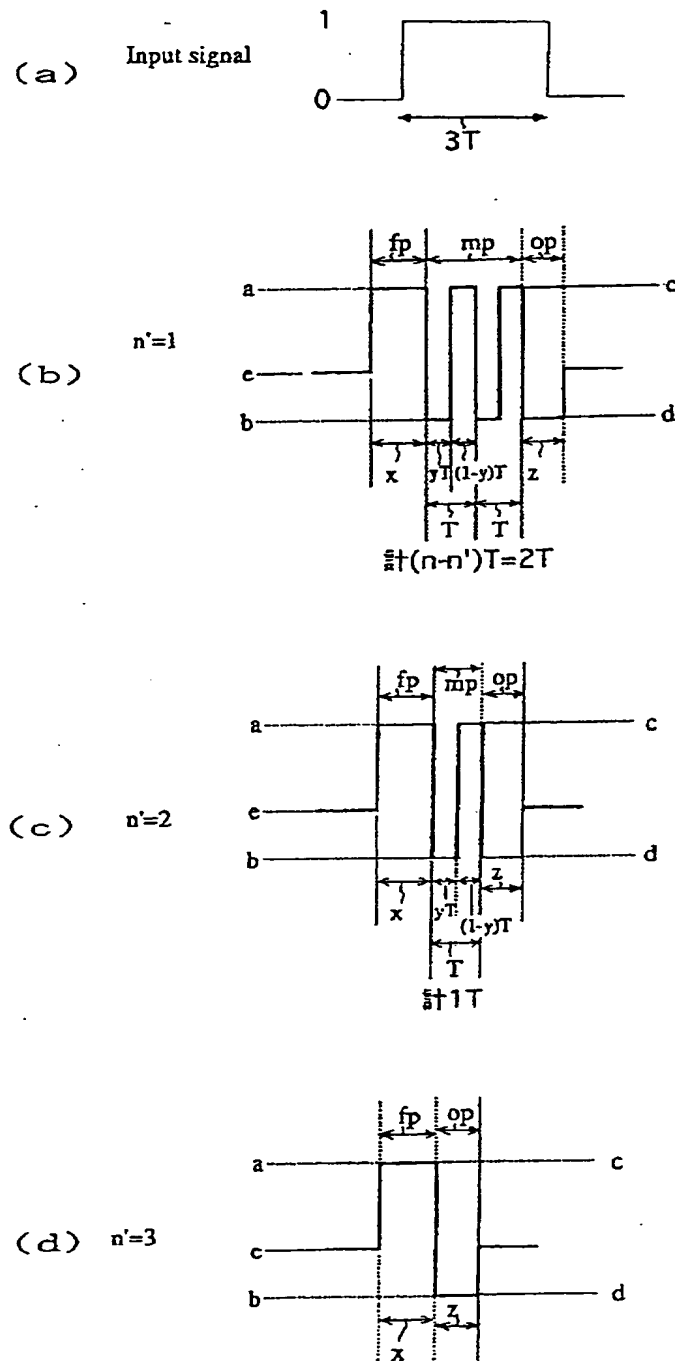 1
Input signal
(a)
0
3T
fp mp op
a c
n'=1
(b)
e
b d
x yT (1-y)T z
T T
計(n-n')T=2T
fp mp op
a c
e
(c) n'=2
b d
x yT z
(1-y)T
T
計1T
fp op
a c
(d) n'=3
c
b d
x z